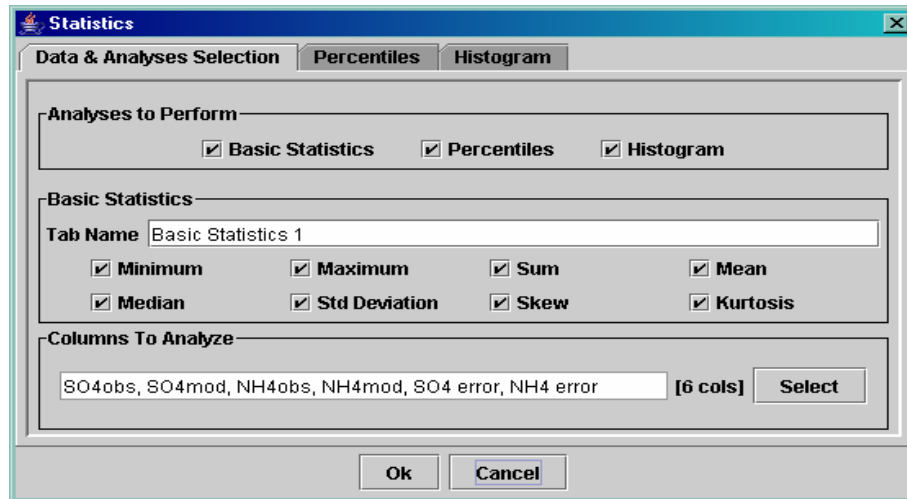 Statistics
Data & Analyses Selection Percentiles Histogram
Analyses to Perform
Basic Statistics Percentiles Histogram
Basic Statistics
Tab Name Basic Statistics 1
Minimum Maximum Sum Mean
Median Std Deviation Skew Kurtosis
Columns To Analyze
SO4obs, SO4mod, NH4obs, NH4mod, SO4 error, NH4 error [6 cols] Select
Ok Cancel